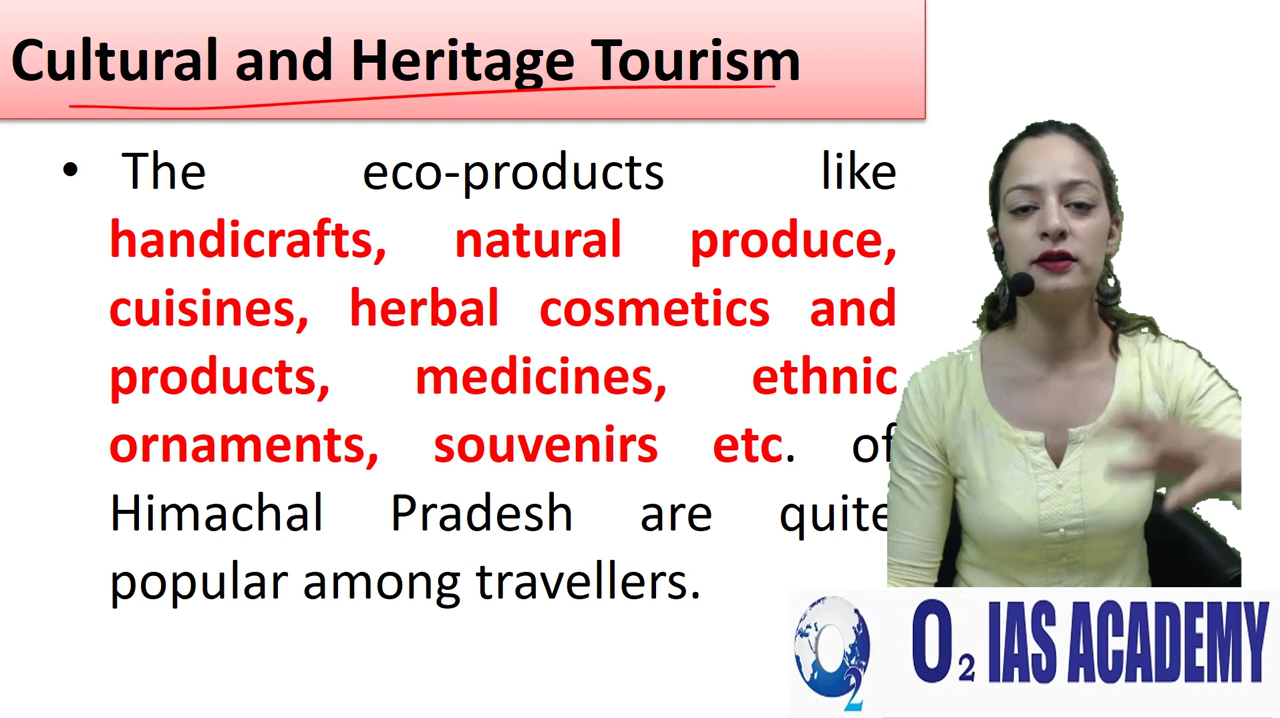 Cultural and Heritage Tourism
• The eco-products like
handicrafts, natural produce,
cuisines, herbal cosmetics and
products, medicines, ethnic
ornaments, souvenirs etc. of
Himachal Pradesh are quite
popular among travellers.
O2 O2 IAS ACADEMY